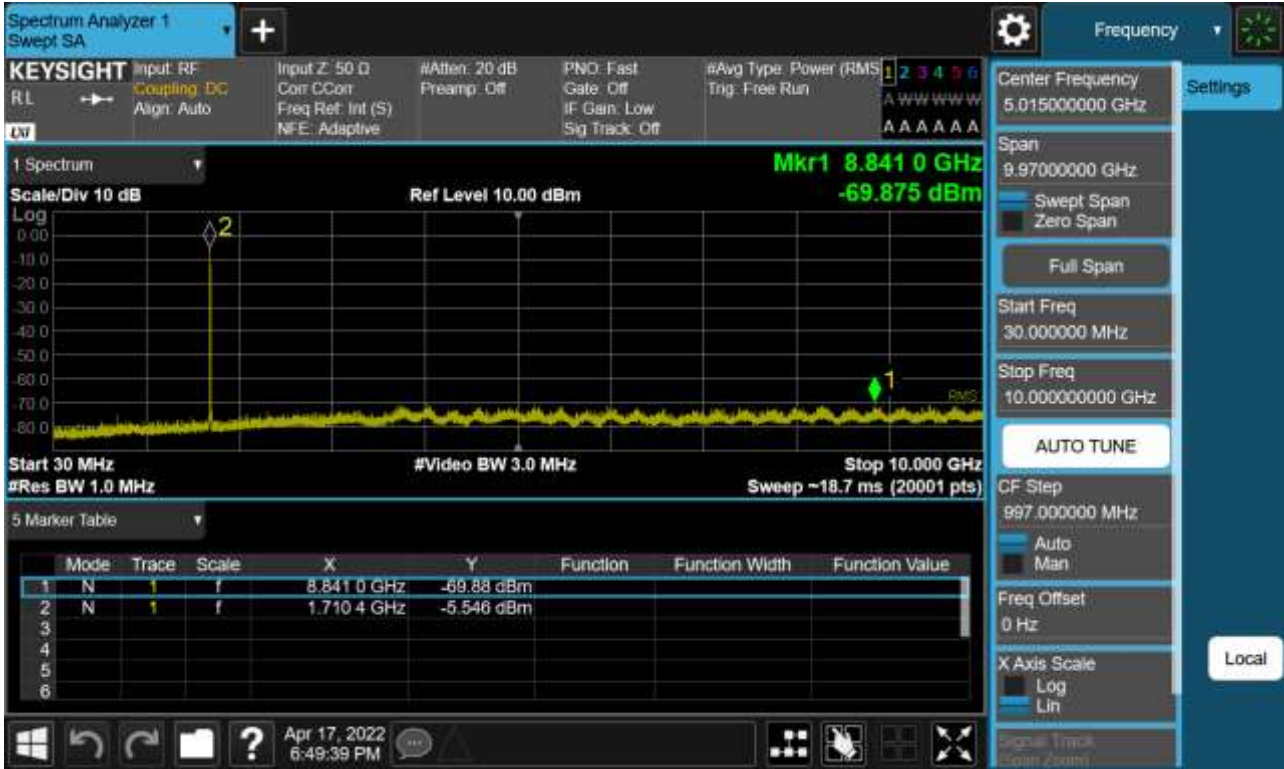 Spectrum Analyzer 1
Swept SA
+
Frequency
KEYSIGHT
RL
LXI
Input: RF
Coupling: DC
Align: Auto
Input Z: 50 Ω
Corr CCorr
Freq Ref: Int (S)
NFE: Adaptive
#Atten: 20 dB
Preamp: Off
PNO: Fast
Gate: Off
IF Gain: Low
Sig Track: Off
#Avg Type: Power (RMS
Trig: Free Run
1 2 3 4 5 6
A W W W W W
A A A A A A
1 Spectrum
Scale/Div 10 dB
Ref Level 10.00 dBm
Mkr1 8.841 0 GHz
-69.875 dBm
Log
0.00
-10.0
-20.0
-30.0
-40.0
-50.0
-60.0
-70.0
-80.0
2
1
RMS
Start 30 MHz
#Res BW 1.0 MHz
#Video BW 3.0 MHz
Stop 10.000 GHz
Sweep ~18.7 ms (20001 pts)
5 Marker Table
Mode Trace Scale X Y Function Function Width Function Value
1 N 1 f 8.841 0 GHz -69.88 dBm
2 N 1 f 1.710 4 GHz -5.546 dBm
3
4
5
6
Apr 17, 2022
6:49:39 PM
?
Center Frequency
5.015000000 GHz
Span
9.97000000 GHz
Swept Span
Zero Span
Full Span
Start Freq
30.000000 MHz
Stop Freq
10.000000000 GHz
AUTO TUNE
CF Step
997.000000 MHz
Auto
Man
Freq Offset
0 Hz
X Axis Scale
Log
Lin
Signal Track
(Span Zoom)
Settings
Local